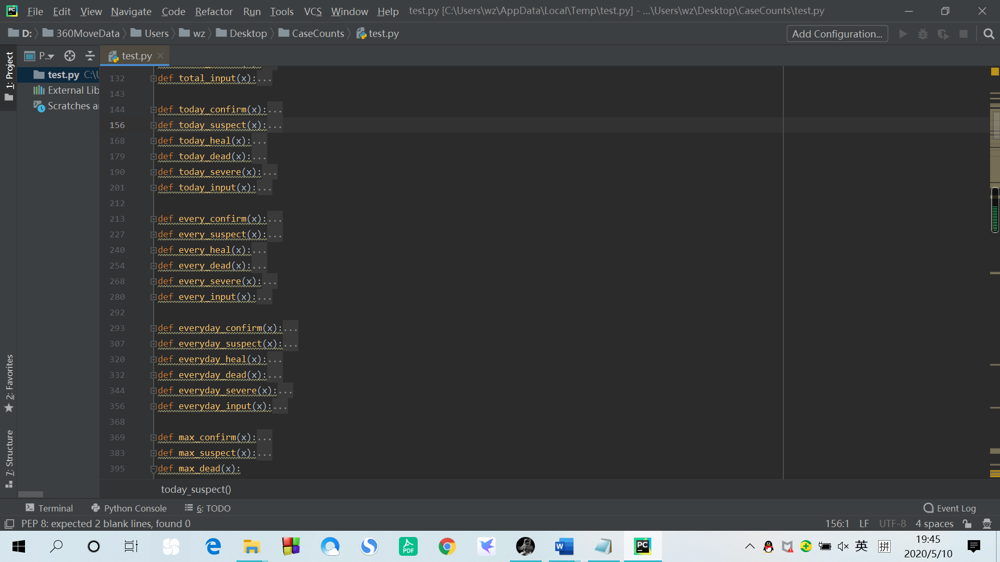 File Edit View Navigate Code Refactor Run Tools VCS Window Help test.py [C:\Users\wz\AppData\Local\Temp\test.py] - ...\Users\wz\Desktop\CaseCounts\test.py
D: 360MoveData Users wz Desktop CaseCounts test.py Add Configuration...
1: Project
P.. test.py
test.py C:\U
External Lib
Scratches a
132 def total_input(x):...
143
144 def today_confirm(x):...
156 def today_suspect(x):...
168 def today_heal(x):...
179 def today_dead(x):...
190 def today_severe(x):...
201 def today_input(x):...
212
213 def every_confirm(x):...
227 def every_suspect(x):...
240 def every_heal(x):...
254 def every_dead(x):...
268 def every_severe(x):...
280 def every_input(x):...
292
293 def everyday_confirm(x):...
307 def everyday_suspect(x):...
320 def everyday_heal(x):...
332 def everyday_dead(x):...
344 def everyday_severe(x):...
356 def everyday_input(x):...
368
369 def max_confirm(x):...
383 def max_suspect(x):...
395 def max_dead(x):
2: Favorites
7: Structure
today_suspect()
Terminal Python Console 6: TODO Event Log
PEP 8: expected 2 blank lines, found 0 156:1 LF UTF-8 4 spaces
英 拼 19:45
2020/5/10